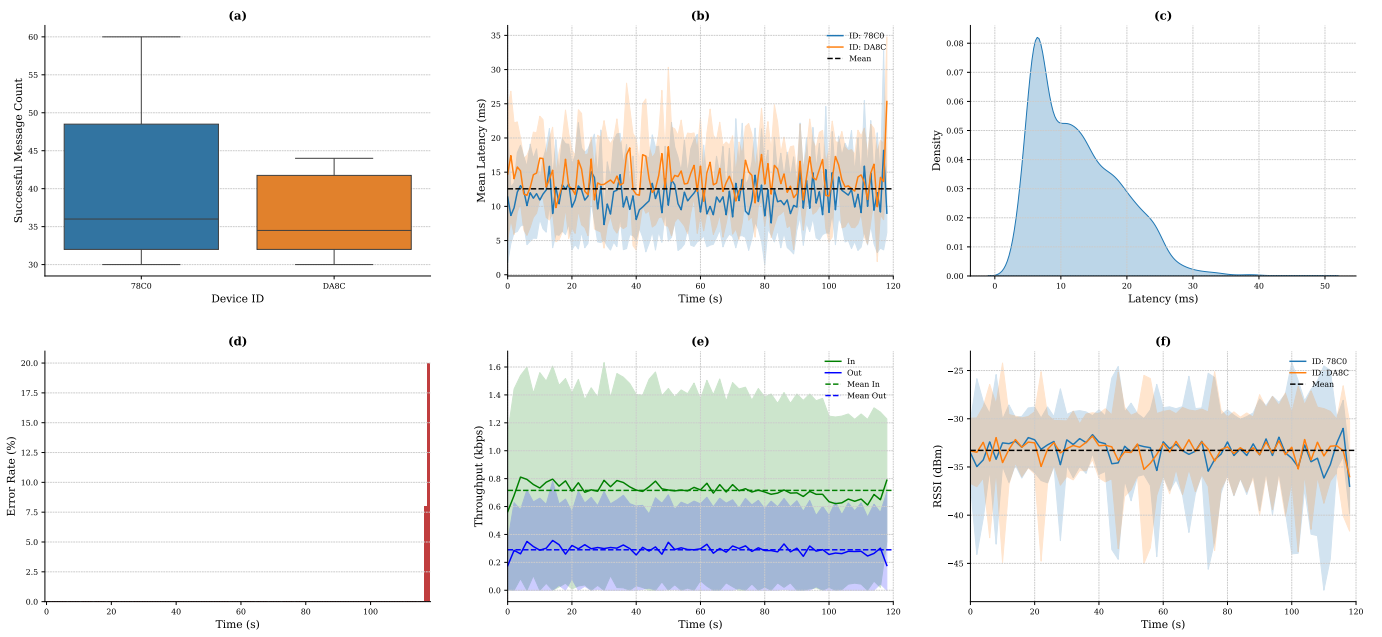 (a)
Successful Message Count
60
55
50
45
40
35
30
78C0
DA8C
Device ID
(b)
Mean Latency (ms)
35
30
25
20
15
10
5
0
0
20
40
60
80
100
120
Time (s)
ID: 78C0
ID: DA8C
Mean
(c)
Density
0.08
0.07
0.06
0.05
0.04
0.03
0.02
0.01
0.00
0
10
20
30
40
50
Latency (ms)
(d)
Error Rate (%)
20.0
17.5
15.0
12.5
10.0
7.5
5.0
2.5
0.0
0
20
40
60
80
100
Time (s)
(e)
Throughput (kbps)
1.6
1.4
1.2
1.0
0.8
0.6
0.4
0.2
0.0
0
20
40
60
80
100
120
Time (s)
In
Out
Mean In
Mean Out
(f)
RSSI (dBm)
−25
−30
−35
−40
−45
0
20
40
60
80
100
120
Time (s)
ID: 78C0
ID: DA8C
Mean